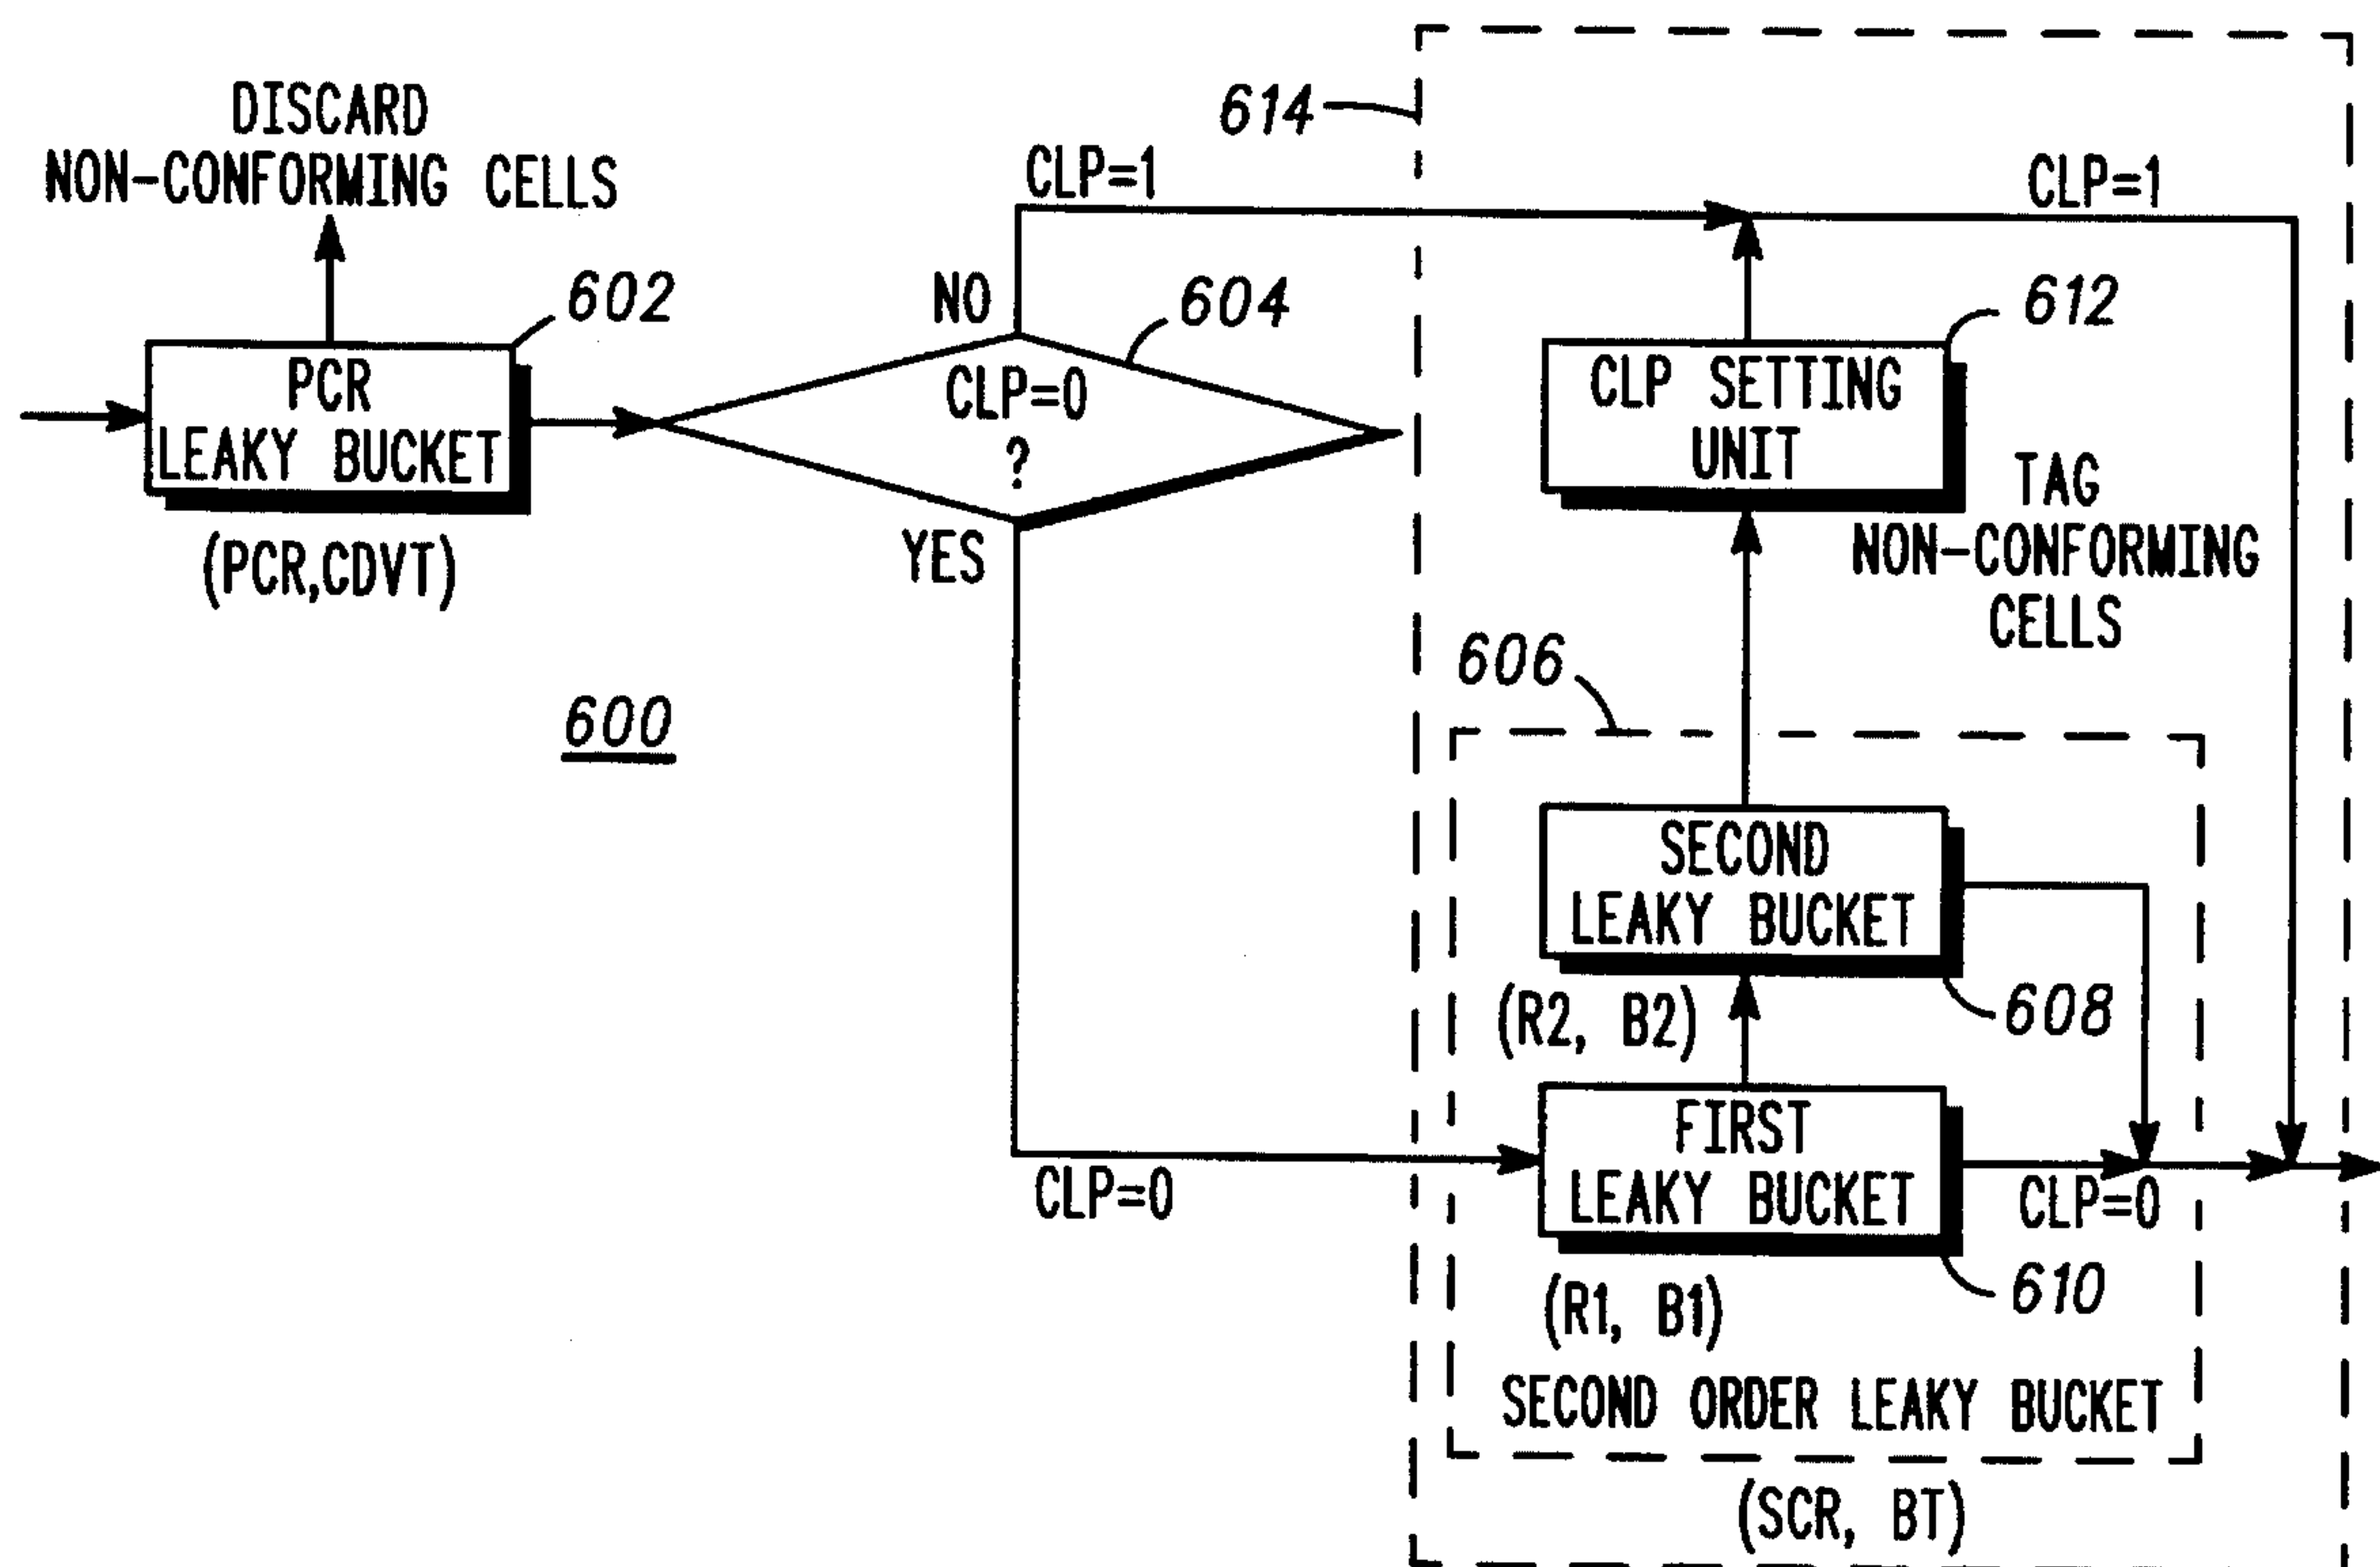 DISCARD
NON-CONFORMING CELLS
602
PCR
LEAKY BUCKET
(PCR,CDVT)
600
NO
CLP=1
604
CLP=0
?
YES
CLP=0
614
CLP=1
612
CLP SETTING
UNIT
TAG
NON-CONFORMING
CELLS
606
SECOND
LEAKY BUCKET
(R2, B2)
608
FIRST
LEAKY BUCKET
CLP=0
(R1, B1)
610
SECOND ORDER LEAKY BUCKET
(SCR, BT)